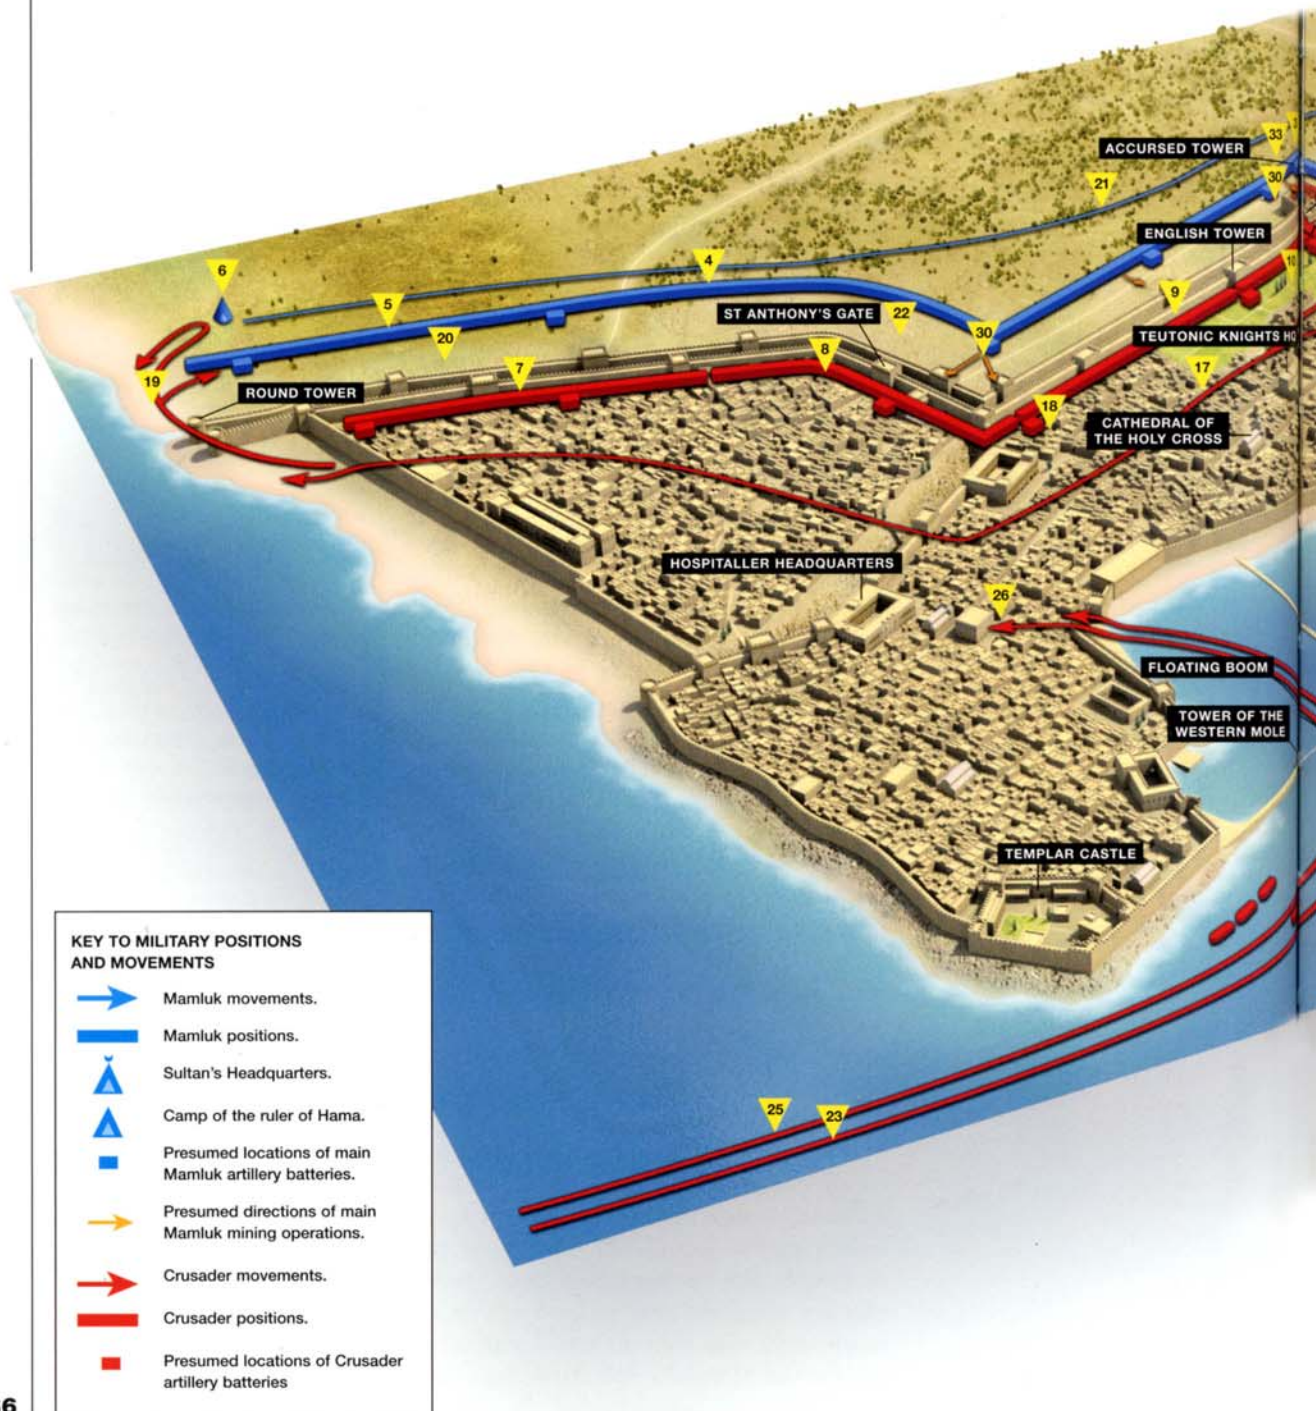 33
ACCURSED TOWER
30
21
ENGLISH TOWER
6
4
10
5
9
ST ANTHONY'S GATE
22
30
20
TEUTONIC KNIGHTS HO
8
7
17
19
ROUND TOWER
18
CATHEDRAL OF
THE HOLY CROSS
HOSPITALLER HEADQUARTERS
26
FLOATING BOOM
TOWER OF THE
WESTERN MOLE
TEMPLAR CASTLE
25
23
KEY TO MILITARY POSITIONS
AND MOVEMENTS
Mamluk movements.
Mamluk positions.
Sultan's Headquarters.
Camp of the ruler of Hama.
Presumed locations of main
Mamluk artillery batteries.
Presumed directions of main
Mamluk mining operations.
Crusader movements.
Crusader positions.
Presumed locations of Crusader
artillery batteries